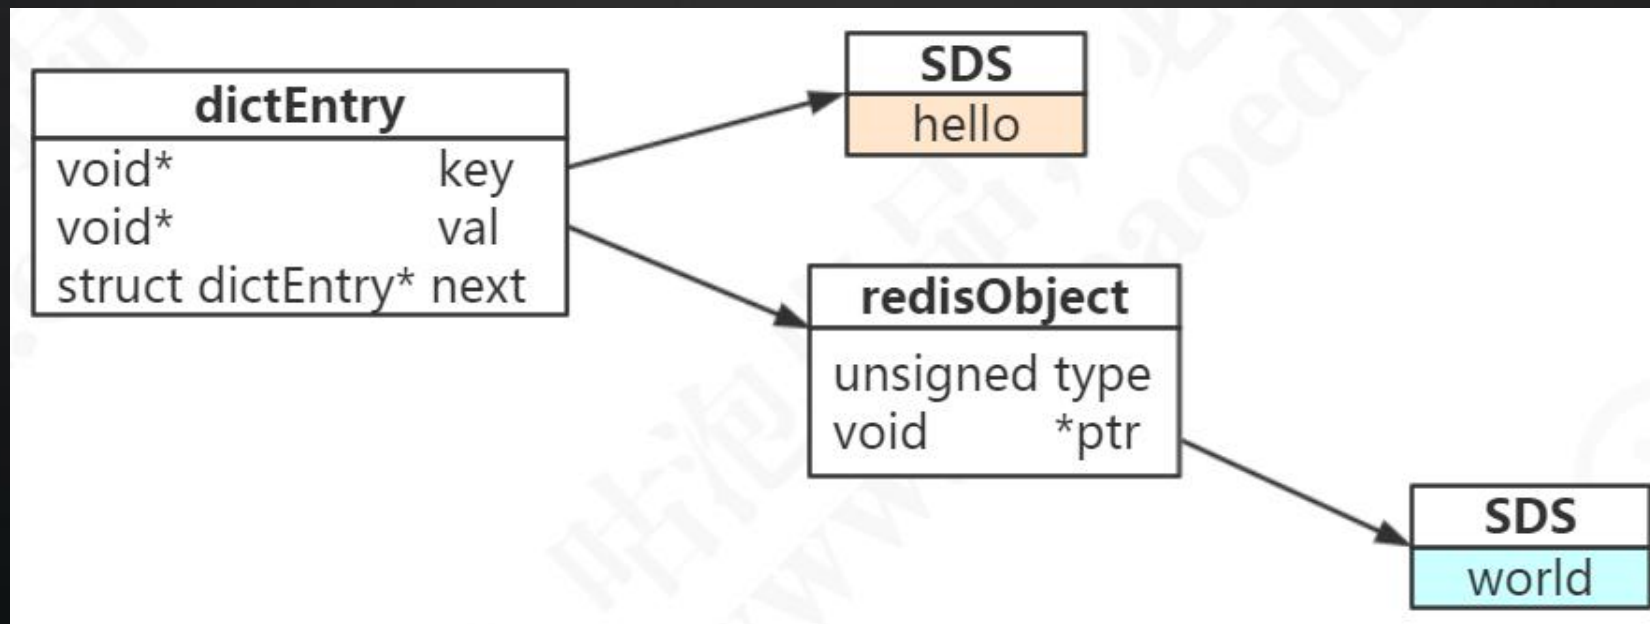 dictEntry
void* key
void* val
struct dictEntry* next
SDS
hello
redisObject
unsigned type
void *ptr
SDS
world